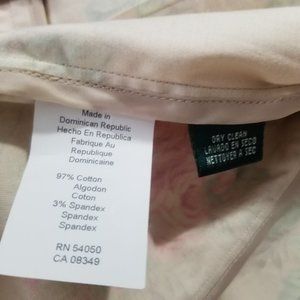 Made in
Dominican Republic
Hecho En Republica
Fabrique Au
Republique
Dominicaine
97% Cotton
Algodon
Coton
3% Spandex
Spandex
Spandex
RN 54050
CA 08349
DRY CLEAN
LAVADO EN SECO
NETTOYER A SEC